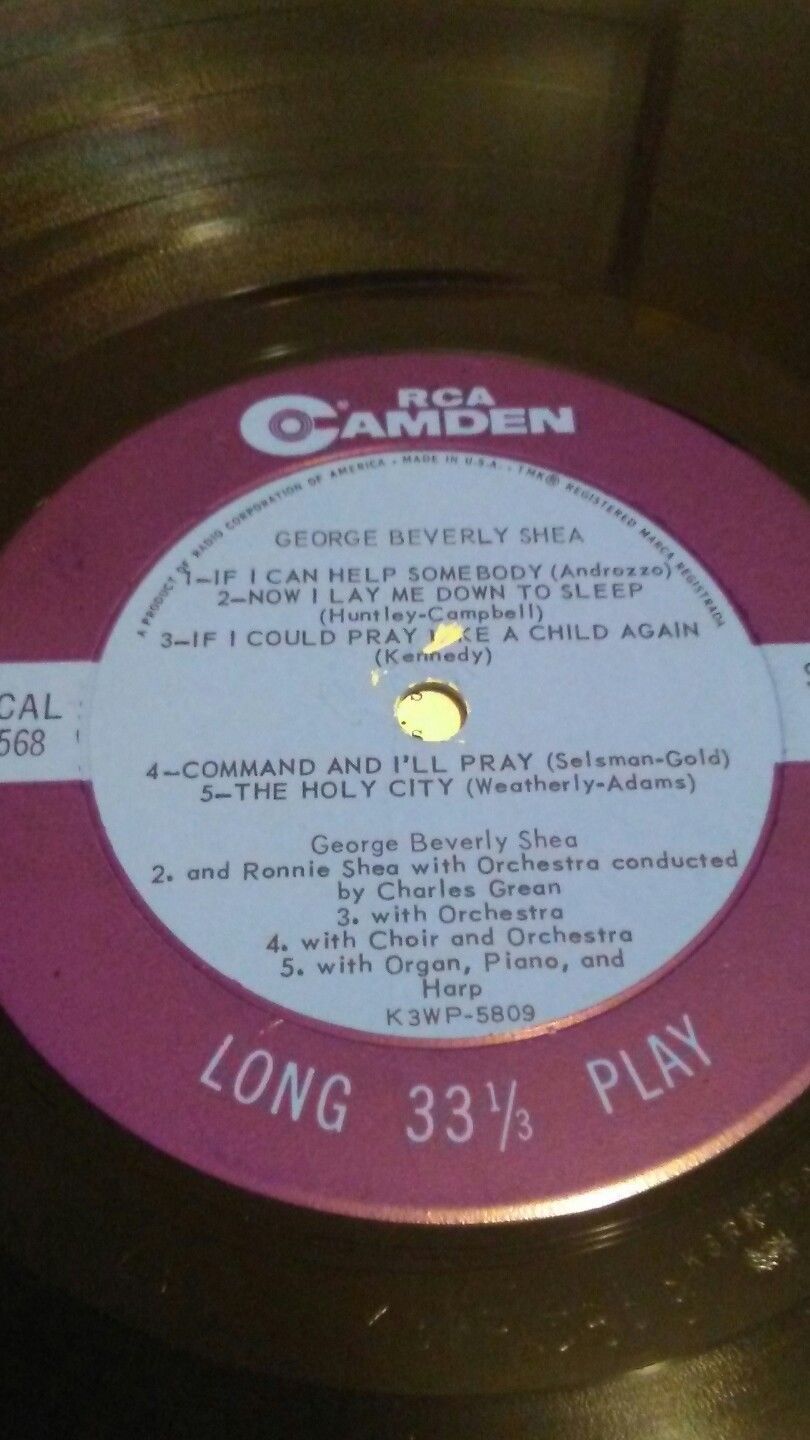 RCA
CAMDEN
A PRODUCT OF RADIO CORPORATION OF AMERICA • MADE IN U.S.A. • TMK ® REGISTERED MARCA REGISTRADA
GEORGE BEVERLY SHEA
1—IF I CAN HELP SOMEBODY (Androzzo)
2—NOW I LAY ME DOWN TO SLEEP
(Huntley-Campbell)
3—IF I COULD PRAY LIKE A CHILD AGAIN
(Kennedy)
CAL
568
S
4—COMMAND AND I'LL PRAY (Selsman-Gold)
5—THE HOLY CITY (Weatherly-Adams)
George Beverly Shea
2. and Ronnie Shea with Orchestra conducted
by Charles Grean
3. with Orchestra
4. with Choir and Orchestra
5. with Organ, Piano, and
Harp
K3WP-5809
LONG 33⅓ PLAY